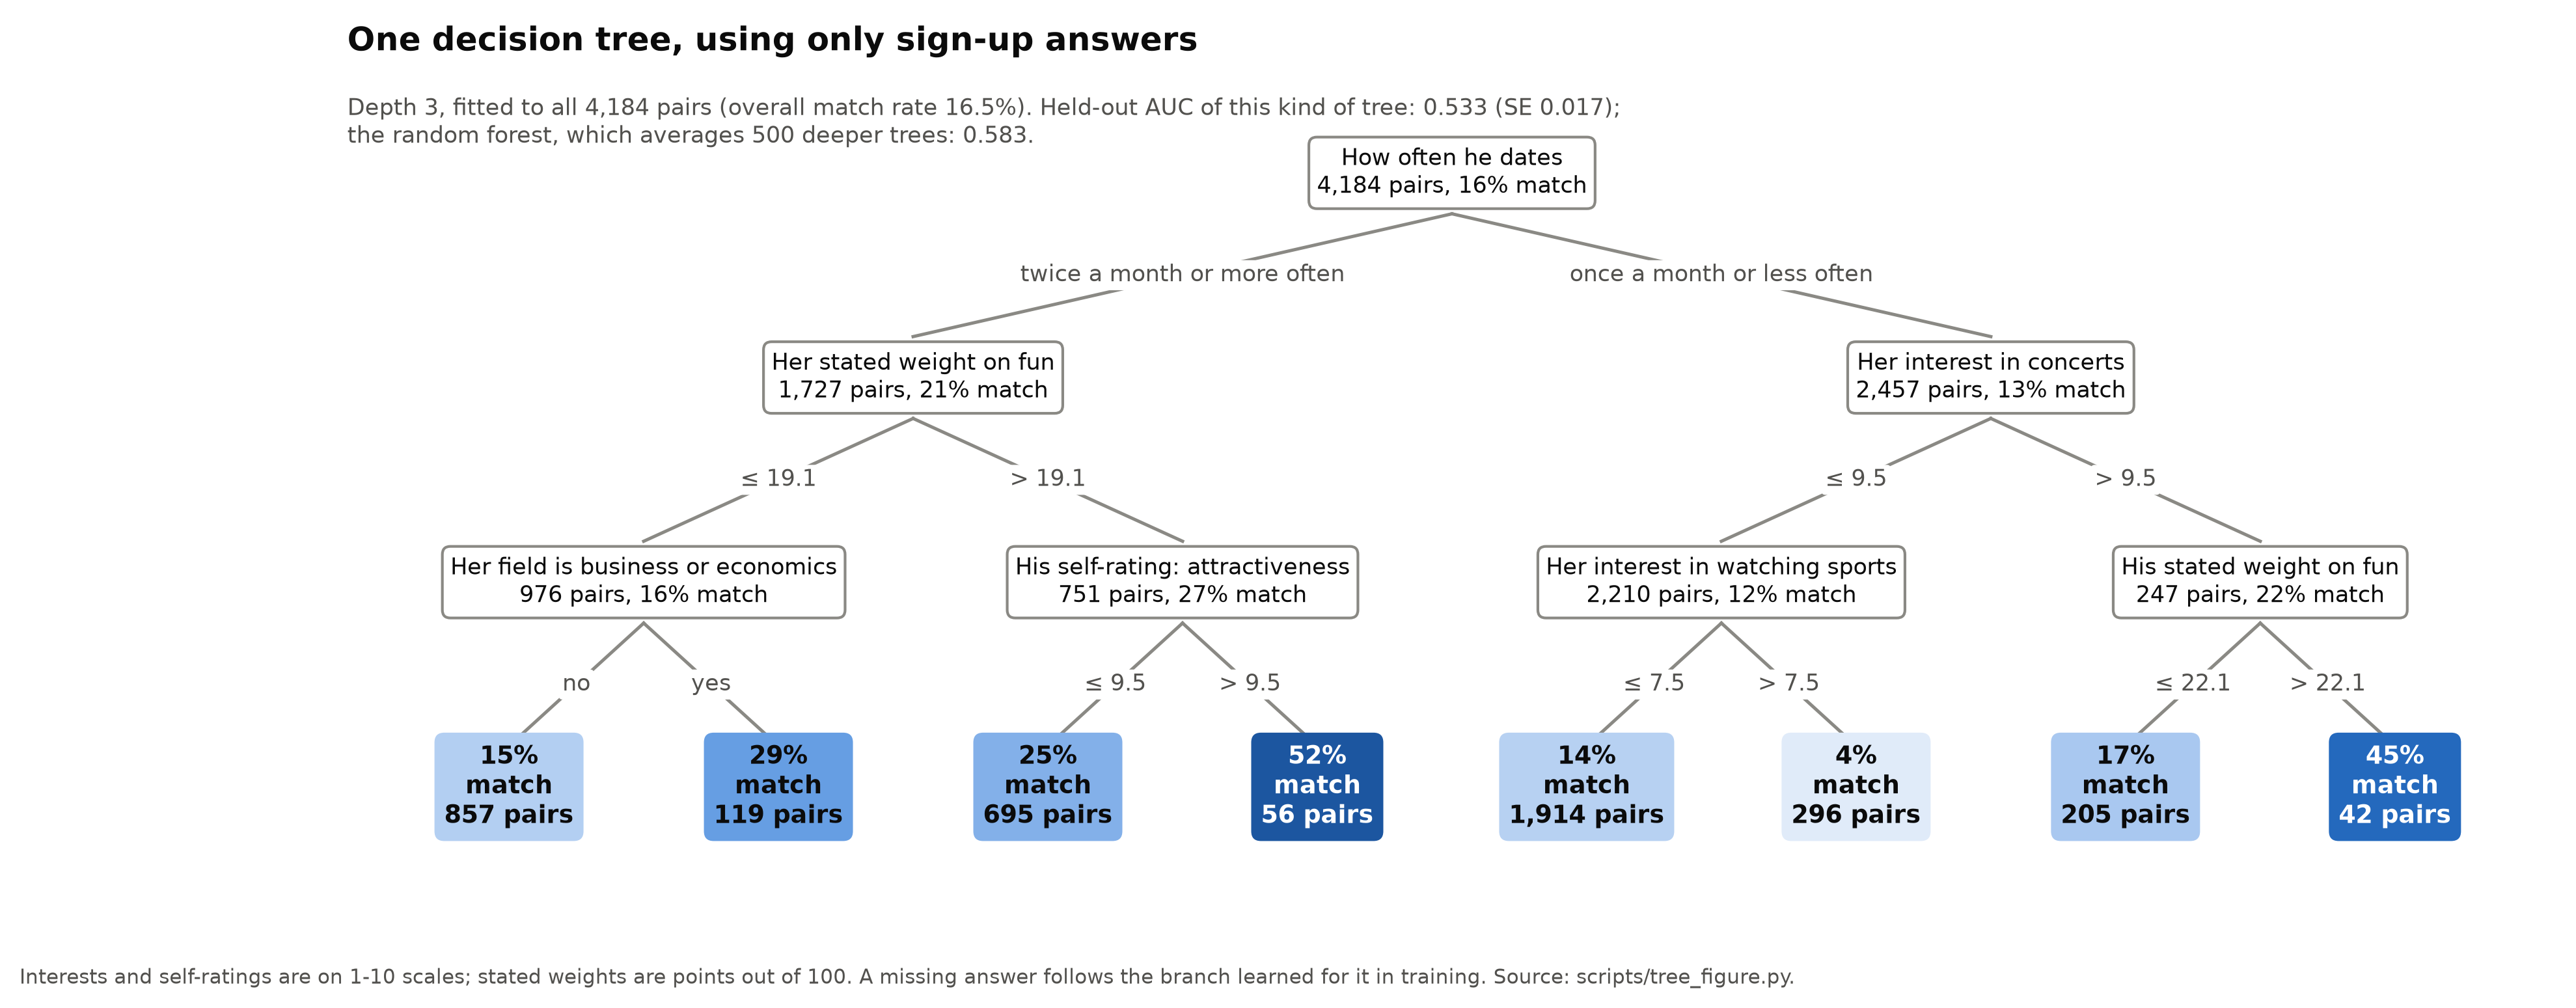 One decision tree, using only sign-up answers
Depth 3, fitted to all 4,184 pairs (overall match rate 16.5%). Held-out AUC of this kind of tree: 0.533 (SE 0.017);
the random forest, which averages 500 deeper trees: 0.583.
How often he dates
4,184 pairs, 16% match
twice a month or more often
once a month or less often
Her stated weight on fun
1,727 pairs, 21% match
Her interest in concerts
2,457 pairs, 13% match
≤ 19.1
> 19.1
≤ 9.5
> 9.5
Her field is business or economics
976 pairs, 16% match
His self-rating: attractiveness
751 pairs, 27% match
Her interest in watching sports
2,210 pairs, 12% match
His stated weight on fun
247 pairs, 22% match
no
yes
≤ 9.5
> 9.5
≤ 7.5
> 7.5
≤ 22.1
> 22.1
15%
match
857 pairs
29%
match
119 pairs
25%
match
695 pairs
52%
match
56 pairs
14%
match
1,914 pairs
4%
match
296 pairs
17%
match
205 pairs
45%
match
42 pairs
Interests and self-ratings are on 1-10 scales; stated weights are points out of 100. A missing answer follows the branch learned for it in training. Source: scripts/tree_figure.py.